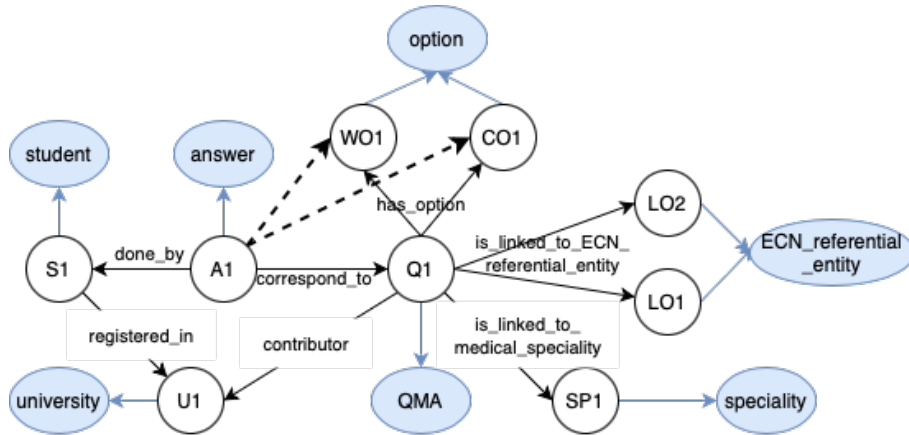 option
WO1
CO1
student
answer
has_option
LO2
is_linked_to_ECN_
referential_entity
ECN_referential
_entity
S1
done_by
A1
correspond_to
Q1
LO1
registered_in
contributor
is_linked_to_
medical_speciality
university
U1
QMA
SP1
speciality